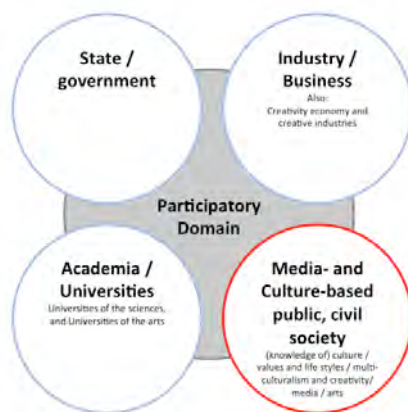 State /
government
Industry /
Business
Also:
Creativity economy and
creative industries
Participatory
Domain
Academia /
Universities
Universities of the sciences,
and Universities of the arts
Media- and
Culture-based
public, civil
society
(knowledge of) culture /
values and life styles / multi-
culturalism and creativity/
media / arts